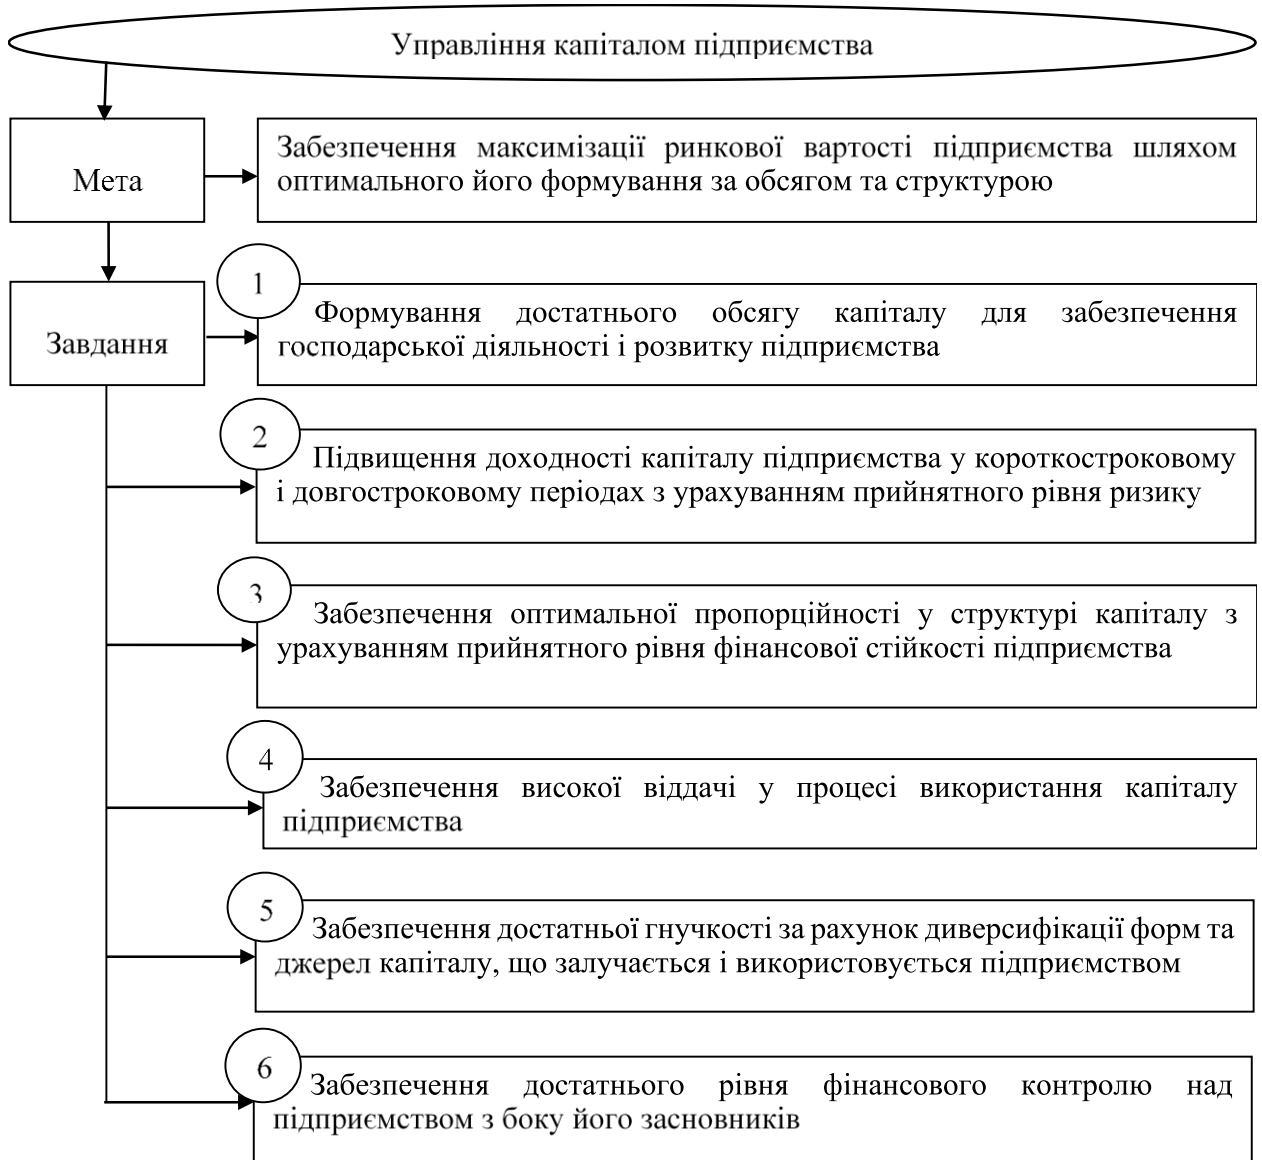 Управління капіталом підприємства
Мета
Забезпечення максимізації ринкової вартості підприємства шляхом
оптимального його формування за обсягом та структурою
Завдання
1
Формування достатнього обсягу капіталу для забезпечення
господарської діяльності і розвитку підприємства
2
Підвищення доходності капіталу підприємства у короткостроковому
і довгостроковому періодах з урахуванням прийнятного рівня ризику
3
Забезпечення оптимальної пропорційності у структурі капіталу з
урахуванням прийнятного рівня фінансової стійкості підприємства
4
Забезпечення високої віддачі у процесі використання капіталу
підприємства
5
Забезпечення достатньої гнучкості за рахунок диверсифікації форм та
джерел капіталу, що залучається і використовується підприємством
6
Забезпечення достатнього рівня фінансового контролю над
підприємством з боку його засновників